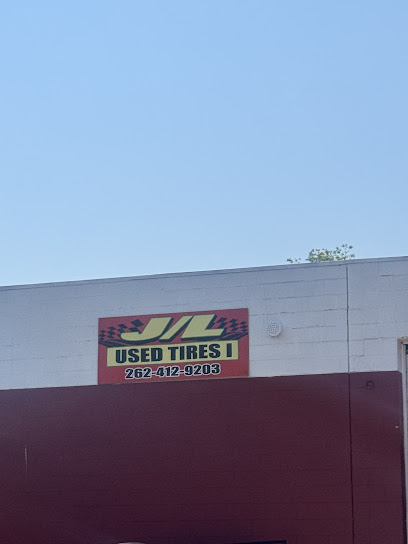 J/L
USED TIRES I
262-412-9203